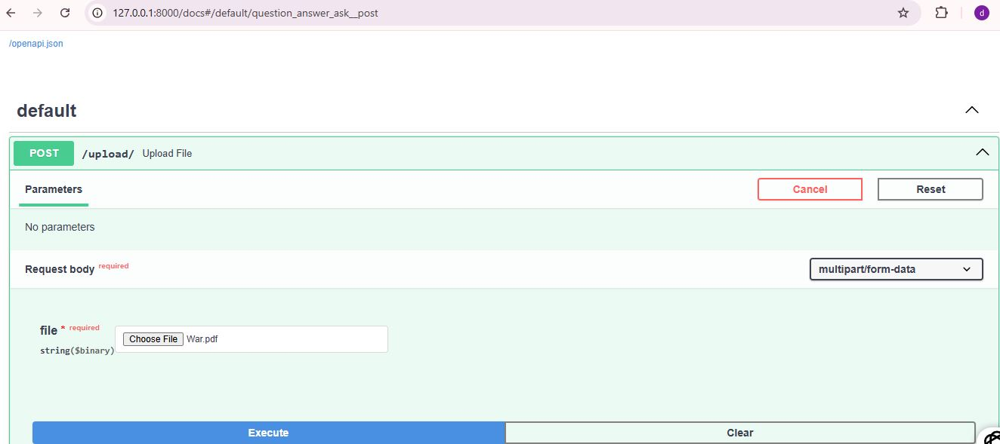 127.0.0.1:8000/docs#/default/question_answer_ask__post
d
/openapi.json
default
POST /upload/ Upload File
Parameters Cancel Reset
No parameters
Request body required multipart/form-data
file * required
string($binary) Choose File War.pdf
Execute Clear